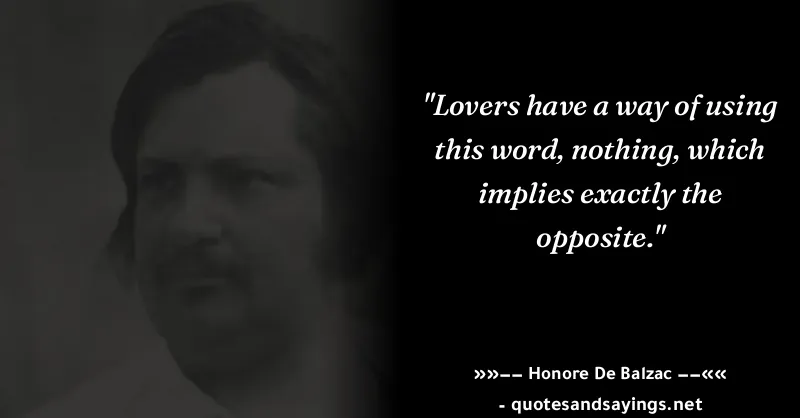 "Lovers have a way of using
this word, nothing, which
implies exactly the
opposite."
»»—— Honore De Balzac ——««
- quotesandsayings.net